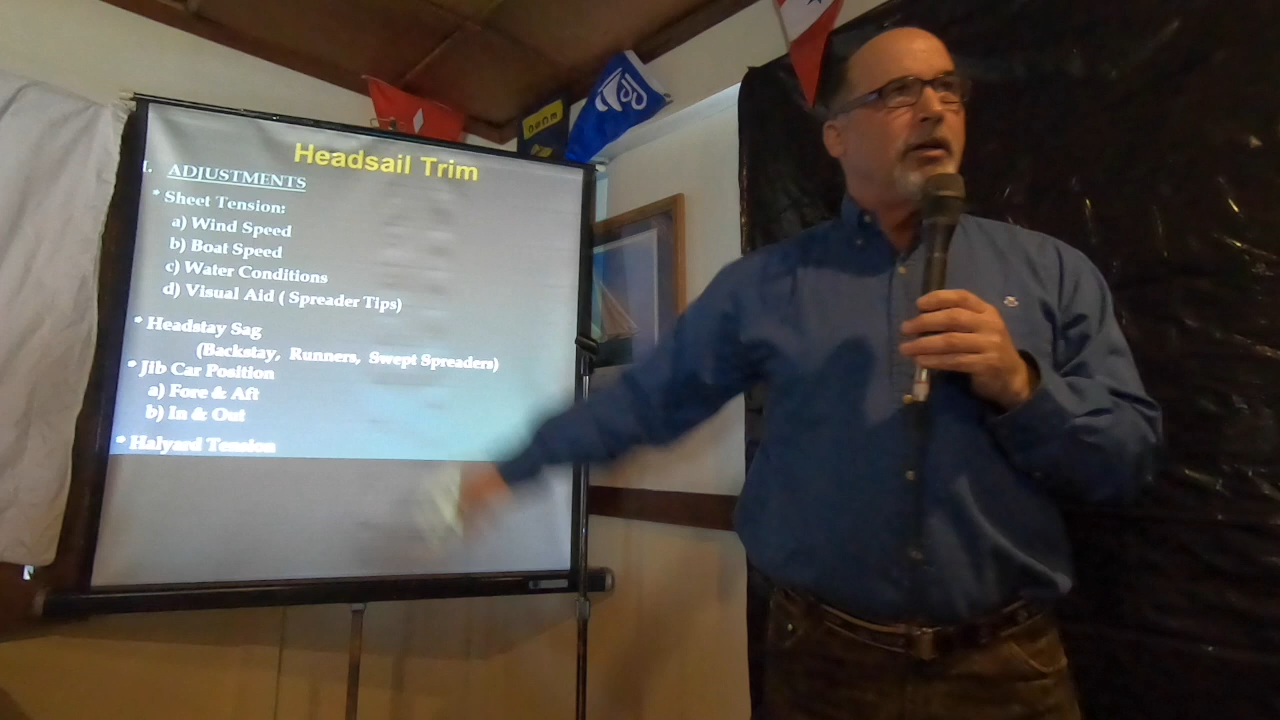 Headsail Trim
I. ADJUSTMENTS
* Sheet Tension:
a) Wind Speed
b) Boat Speed
c) Water Conditions
d) Visual Aid ( Spreader Tips)
* Headstay Sag
(Backstay, Runners, Swept Spreaders)
* Jib Car Position
a) Fore & Aft
b) In & Out
* Halyard Tension